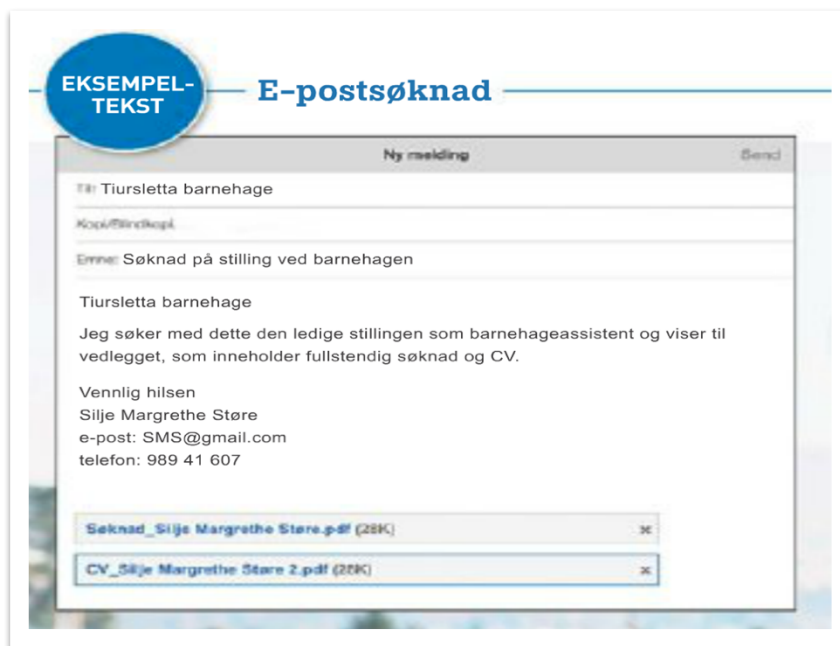 EKSEMPEL-
TEKST
E-postsøknad
Ny melding
Send
Til: Tiursletta barnehage
Kopi/Blindkopi:
Emne: Søknad på stilling ved barnehagen
Tiursletta barnehage
Jeg søker med dette den ledige stillingen som barnehageassistent og viser til
vedlegget, som inneholder fullstendig søknad og CV.
Vennlig hilsen
Silje Margrethe Støre
e-post: SMS@gmail.com
telefon: 989 41 607
Søknad_Silje Margrethe Støre.pdf (28K) ×
CV_Silje Margrethe Støre 2.pdf (28K) ×